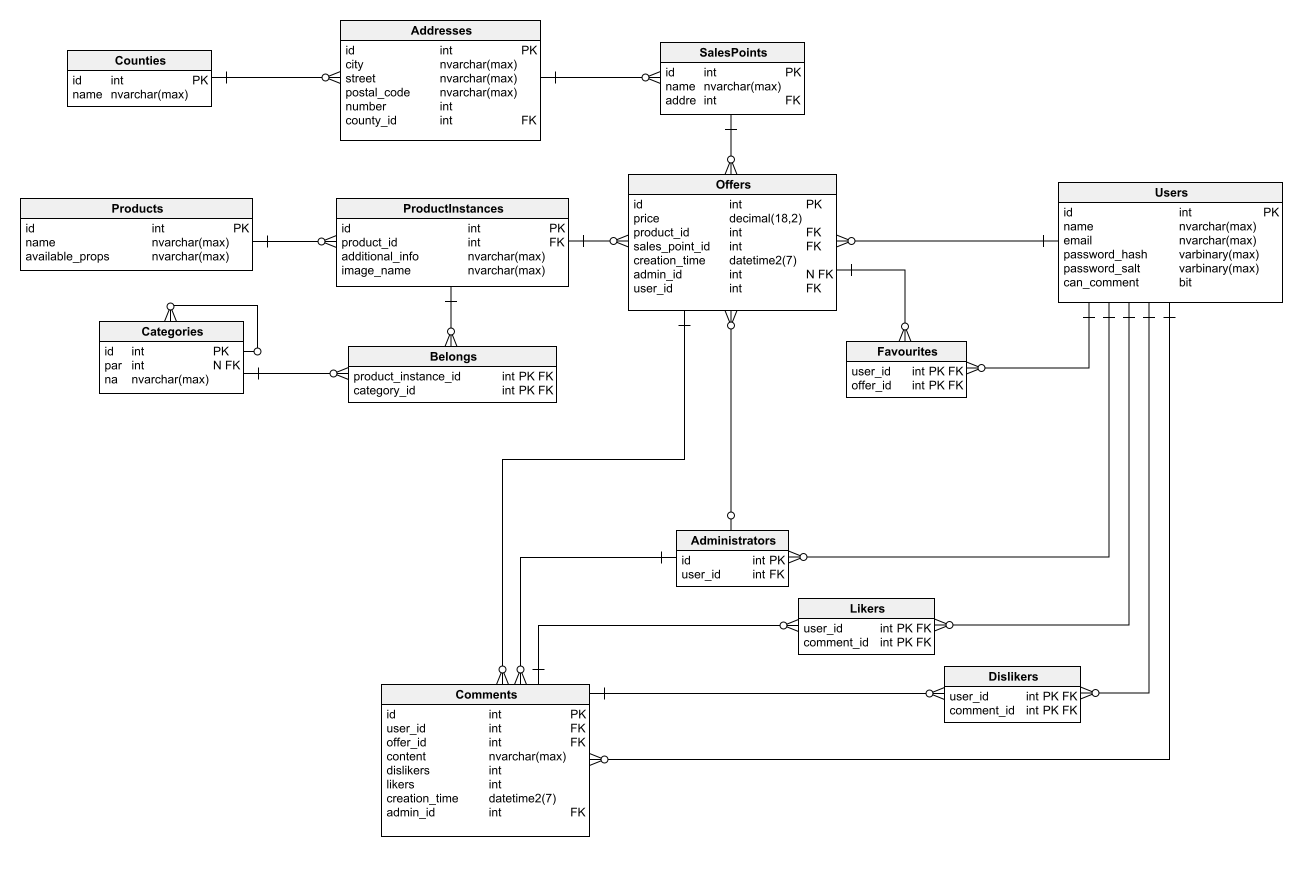 Counties
id int PK
name nvarchar(max)
Addresses
id int PK
city nvarchar(max)
street nvarchar(max)
postal_code nvarchar(max)
number int
county_id int FK
SalesPoints
id int PK
name nvarchar(max)
addre int FK
Products
id int PK
name nvarchar(max)
available_props nvarchar(max)
ProductInstances
id int PK
product_id int FK
additional_info nvarchar(max)
image_name nvarchar(max)
Offers
id int PK
price decimal(18,2)
product_id int FK
sales_point_id int FK
creation_time datetime2(7)
admin_id int N FK
user_id int FK
Users
id int PK
name nvarchar(max)
email nvarchar(max)
password_hash varbinary(max)
password_salt varbinary(max)
can_comment bit
Categories
id int PK
par int N FK
na nvarchar(max)
Belongs
product_instance_id int PK FK
category_id int PK FK
Favourites
user_id int PK FK
offer_id int PK FK
Administrators
id int PK
user_id int FK
Likers
user_id int PK FK
comment_id int PK FK
Dislikers
user_id int PK FK
comment_id int PK FK
Comments
id int PK
user_id int FK
offer_id int FK
content nvarchar(max)
dislikers int
likers int
creation_time datetime2(7)
admin_id int FK